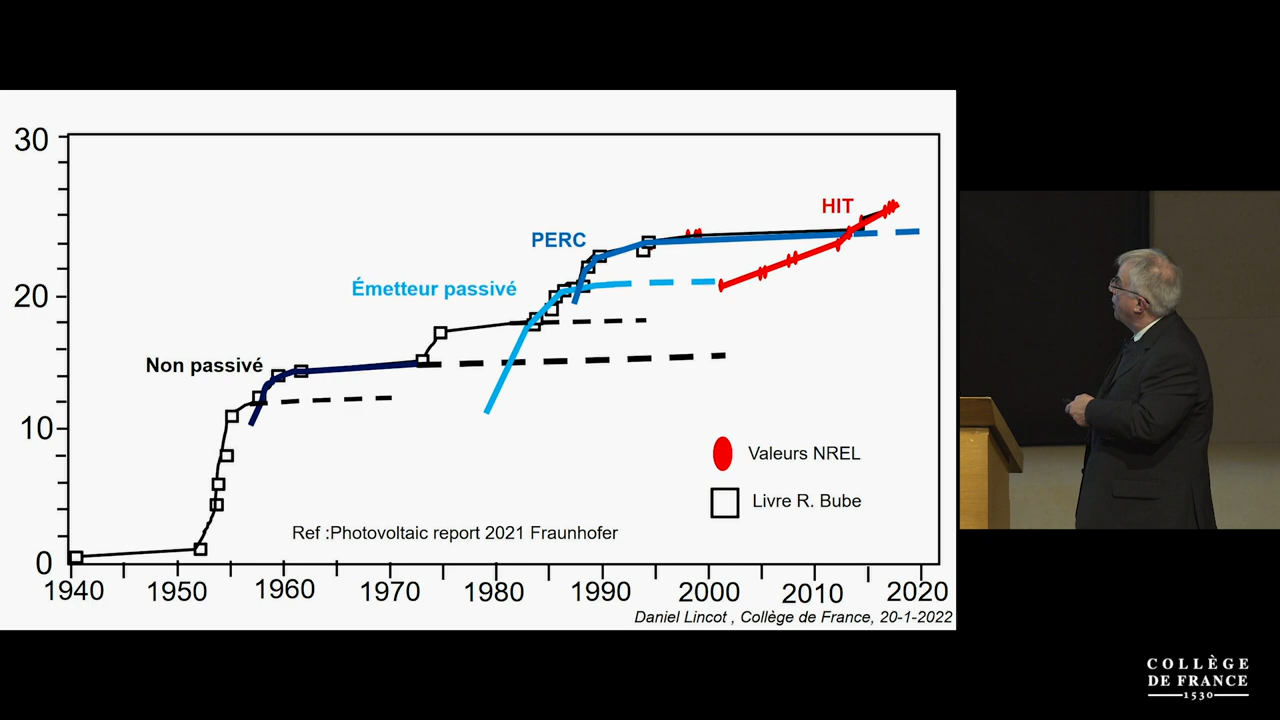 30
20
10
0
HIT
PERC
Émetteur passivé
Non passivé
Valeurs NREL
Livre R. Bube
Ref :Photovoltaic report 2021 Fraunhofer
1940 1950 1960 1970 1980 1990 2000 2010 2020
Daniel Lincot , Collège de France, 20-1-2022
COLLÈGE
DE FRANCE
1530